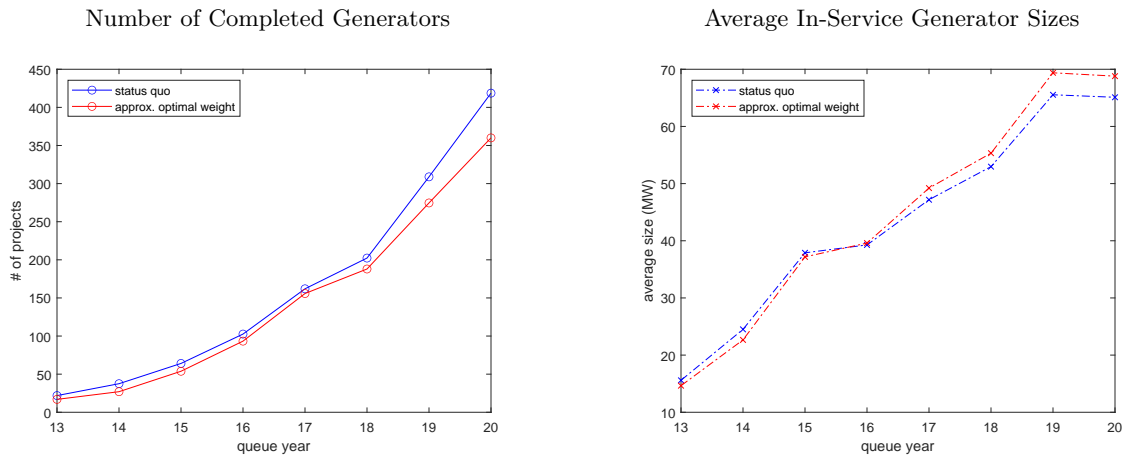 Number of Completed Generators
450
400
350
300
250
200
150
100
50
0
# of projects
status quo
approx. optimal weight
13 14 15 16 17 18 19 20
queue year
Average In-Service Generator Sizes
70
60
50
40
30
20
10
average size (MW)
status quo
approx. optimal weight
13 14 15 16 17 18 19 20
queue year